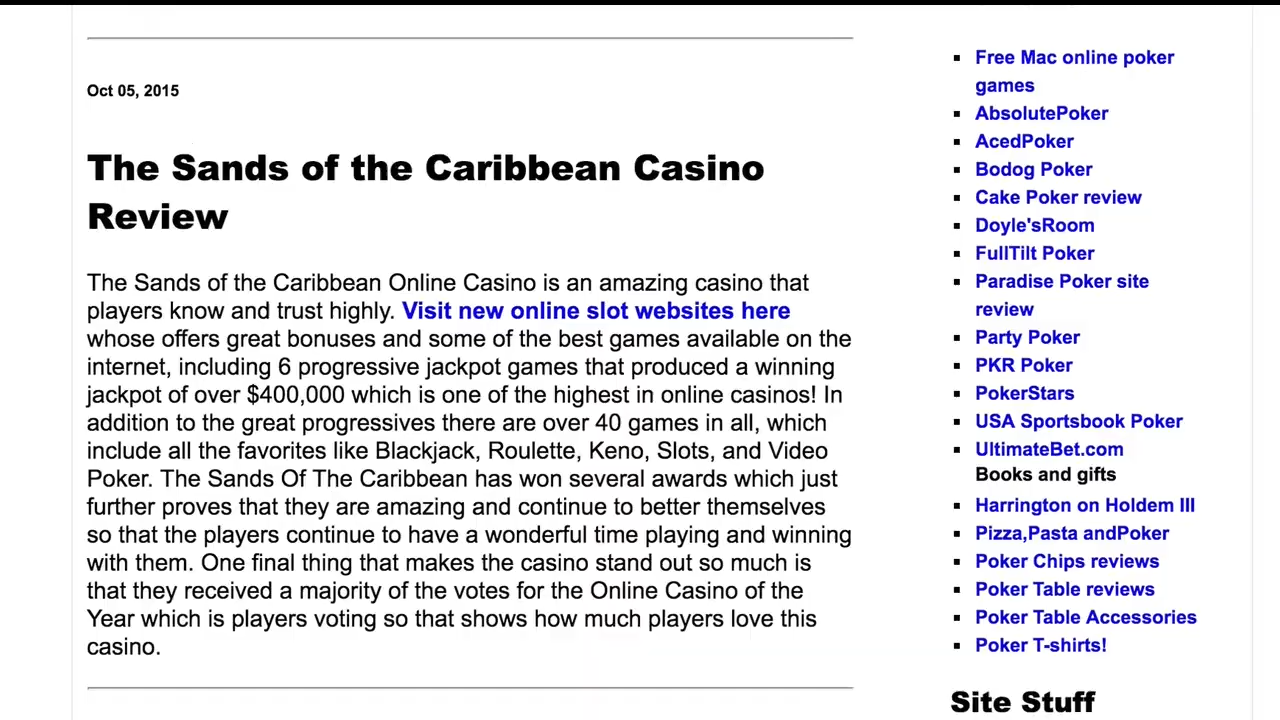 Oct 05, 2015
The Sands of the Caribbean Casino
Review
The Sands of the Caribbean Online Casino is an amazing casino that
players know and trust highly. Visit new online slot websites here
whose offers great bonuses and some of the best games available on the
internet, including 6 progressive jackpot games that produced a winning
jackpot of over $400,000 which is one of the highest in online casinos! In
addition to the great progressives there are over 40 games in all, which
include all the favorites like Blackjack, Roulette, Keno, Slots, and Video
Poker. The Sands Of The Caribbean has won several awards which just
further proves that they are amazing and continue to better themselves
so that the players continue to have a wonderful time playing and winning
with them. One final thing that makes the casino stand out so much is
that they received a majority of the votes for the Online Casino of the
Year which is players voting so that shows how much players love this
casino.
Free Mac online poker
games
AbsolutePoker
AcedPoker
Bodog Poker
Cake Poker review
Doyle'sRoom
FullTilt Poker
Paradise Poker site
review
Party Poker
PKR Poker
PokerStars
USA Sportsbook Poker
UltimateBet.com
Books and gifts
Harrington on Holdem III
Pizza,Pasta andPoker
Poker Chips reviews
Poker Table reviews
Poker Table Accessories
Poker T-shirts!
Site Stuff